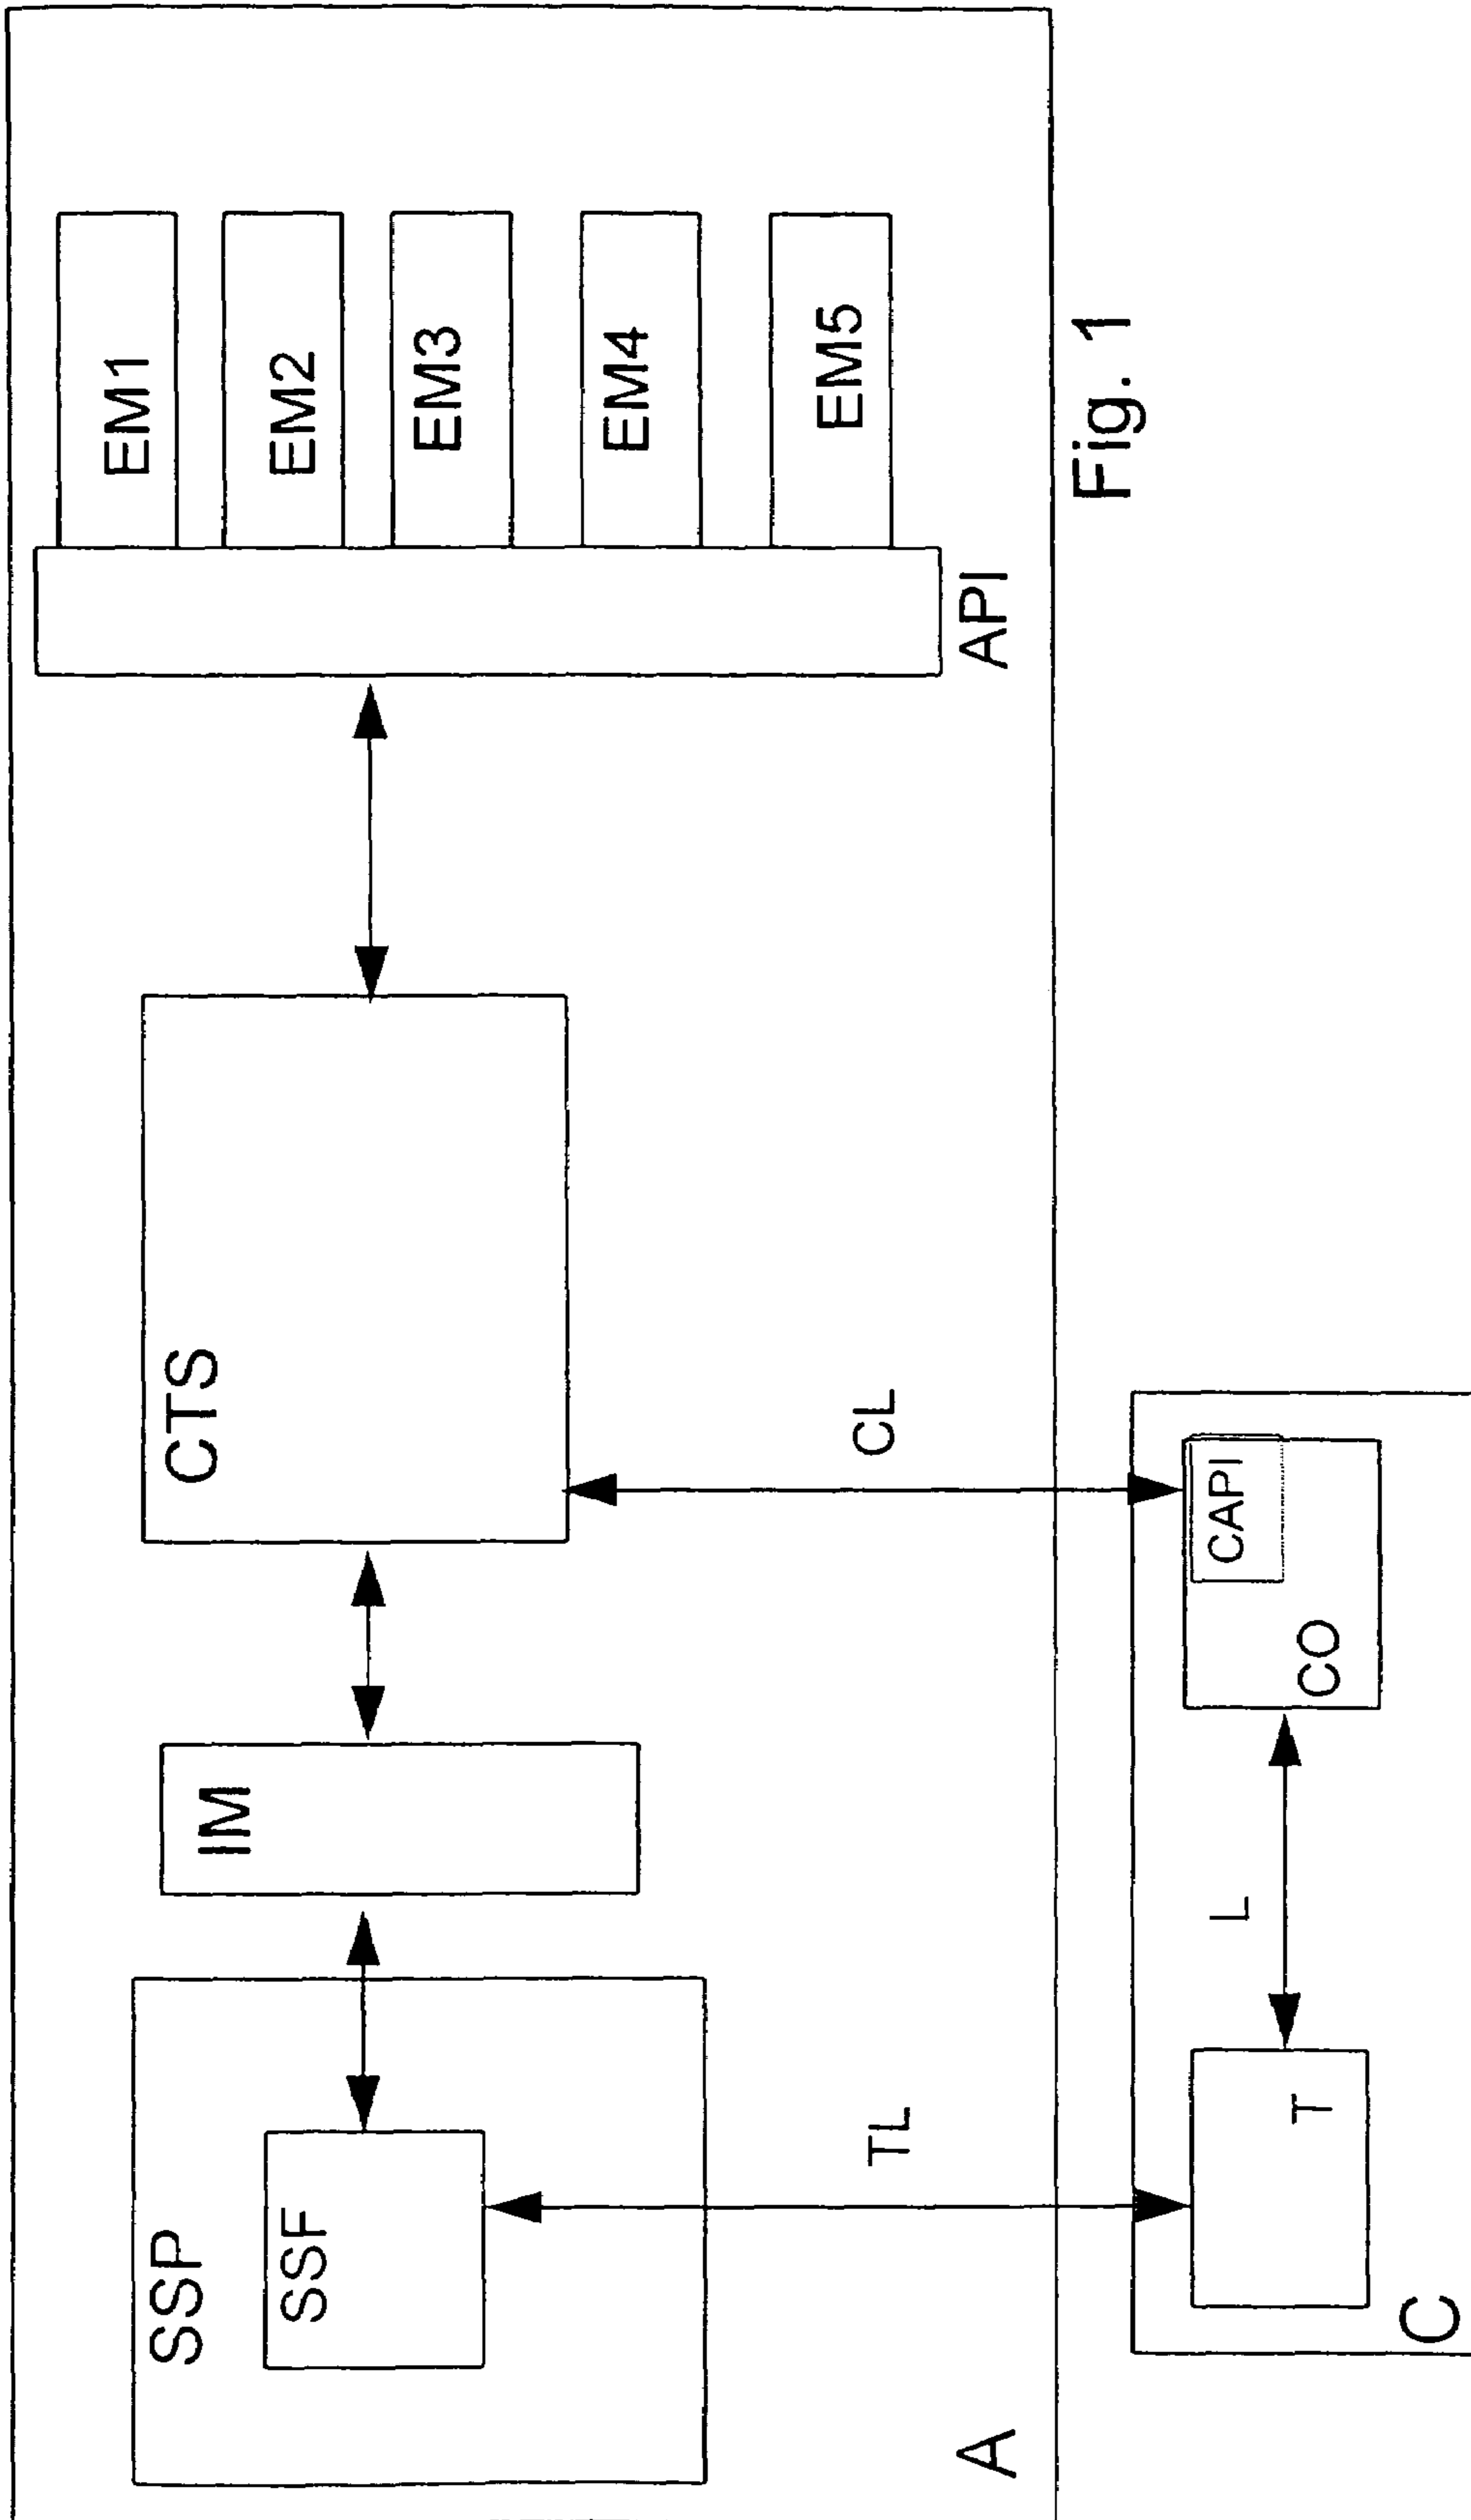 SSP
SSF
IM
CTS
EM1
EM2
EM3
EM4
EM5
API
TL
CL
A
Fig. 1
CAPI
CO
L
T
C